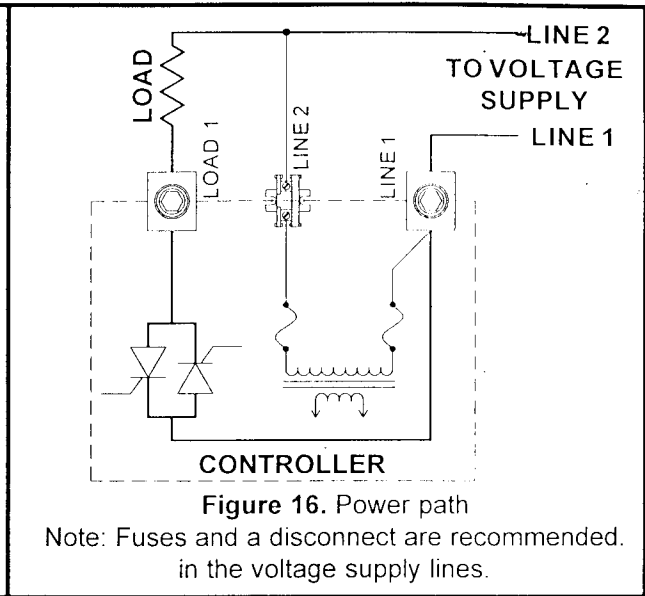 LINE 2
TO VOLTAGE
SUPPLY
LINE 1
LOAD
LOAD 1
LINE 2
LINE 1
CONTROLLER
Figure 16. Power path
Note: Fuses and a disconnect are recommended.
in the voltage supply lines.